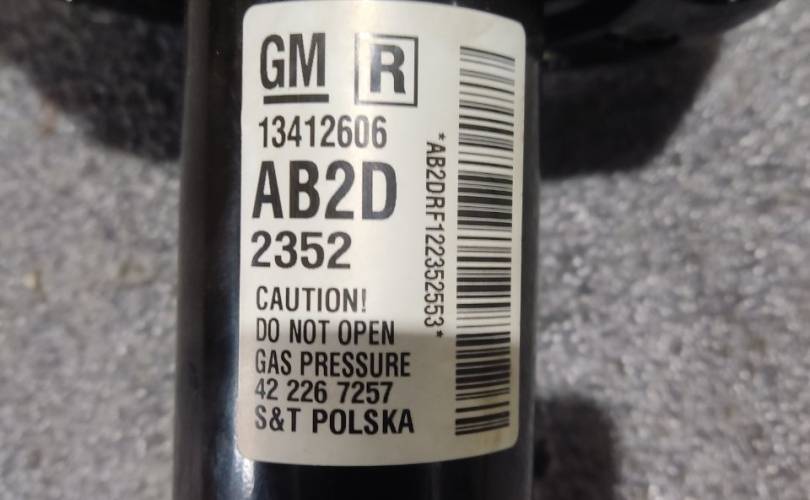 GM R
13412606
AB2D
2352
CAUTION!
DO NOT OPEN
GAS PRESSURE
42 226 7257
S&T POLSKA
*AB2DRF122352553*